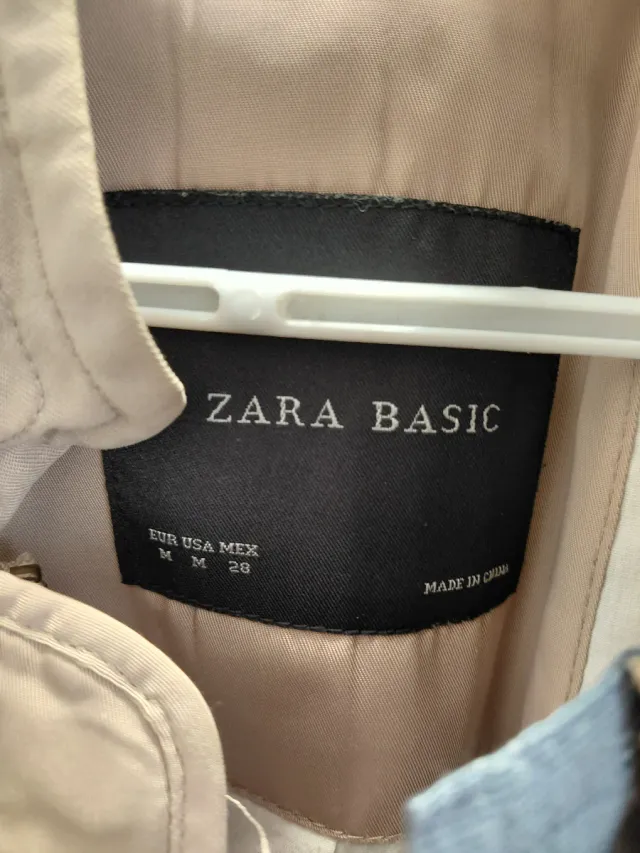 ZARA BASIC
EUR USA MEX
M M 28
MADE IN CHINA